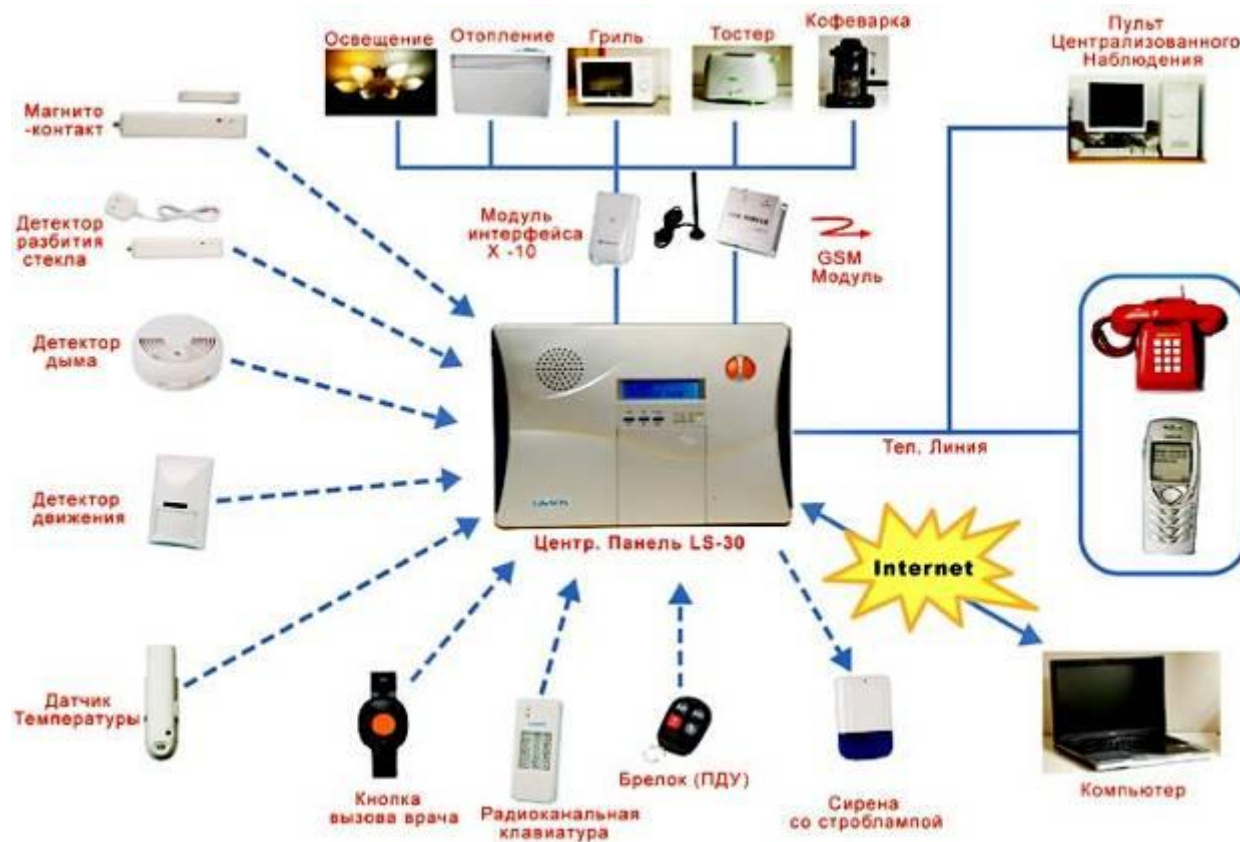 Освещение
Отопление
Гриль
Тостер
Кофеварка
Пульт
Централизованного
Наблюдения
Магнито
-контакт
Детектор
разбития
стекла
Модуль
интерфейса
X -10
GSM
Модуль
Детектор
дыма
Тел. Линия
Детектор
движения
Центр. Панель LS-30
Internet
Датчик
Температуры
Кнопка
вызова врача
Радиоканальная
клавиатура
Брелок (ПДУ)
Сирена
со строблампой
Компьютер